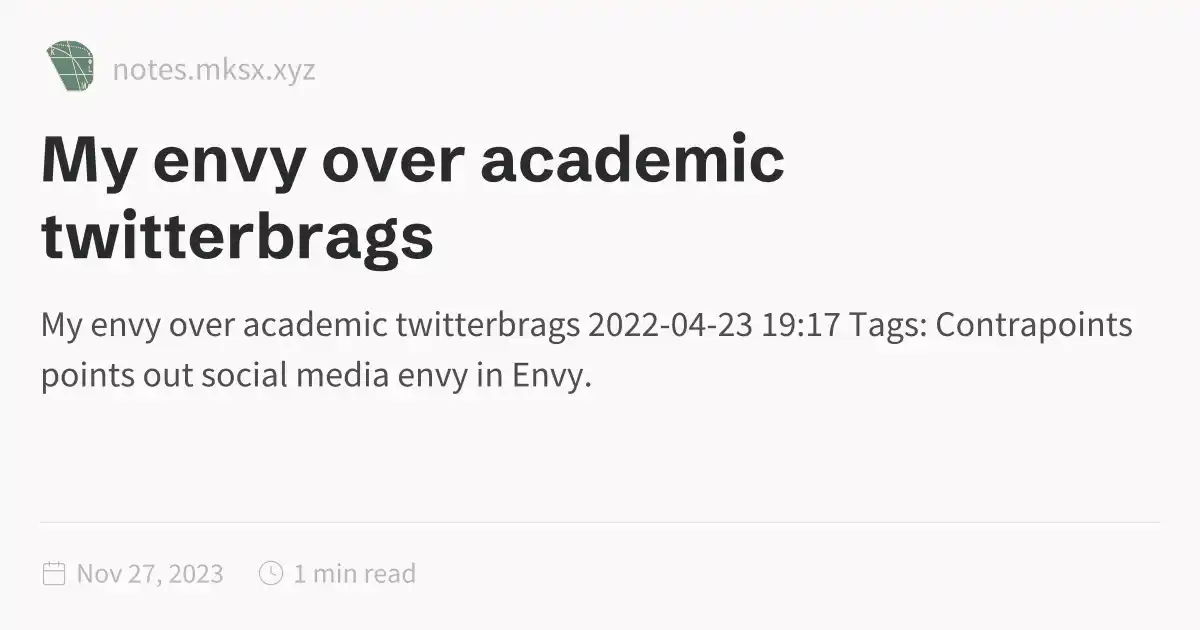 notes.mksx.xyz
My envy over academic
twitterbrags
My envy over academic twitterbrags 2022-04-23 19:17 Tags: Contrapoints
points out social media envy in Envy.
Nov 27, 2023 1 min read